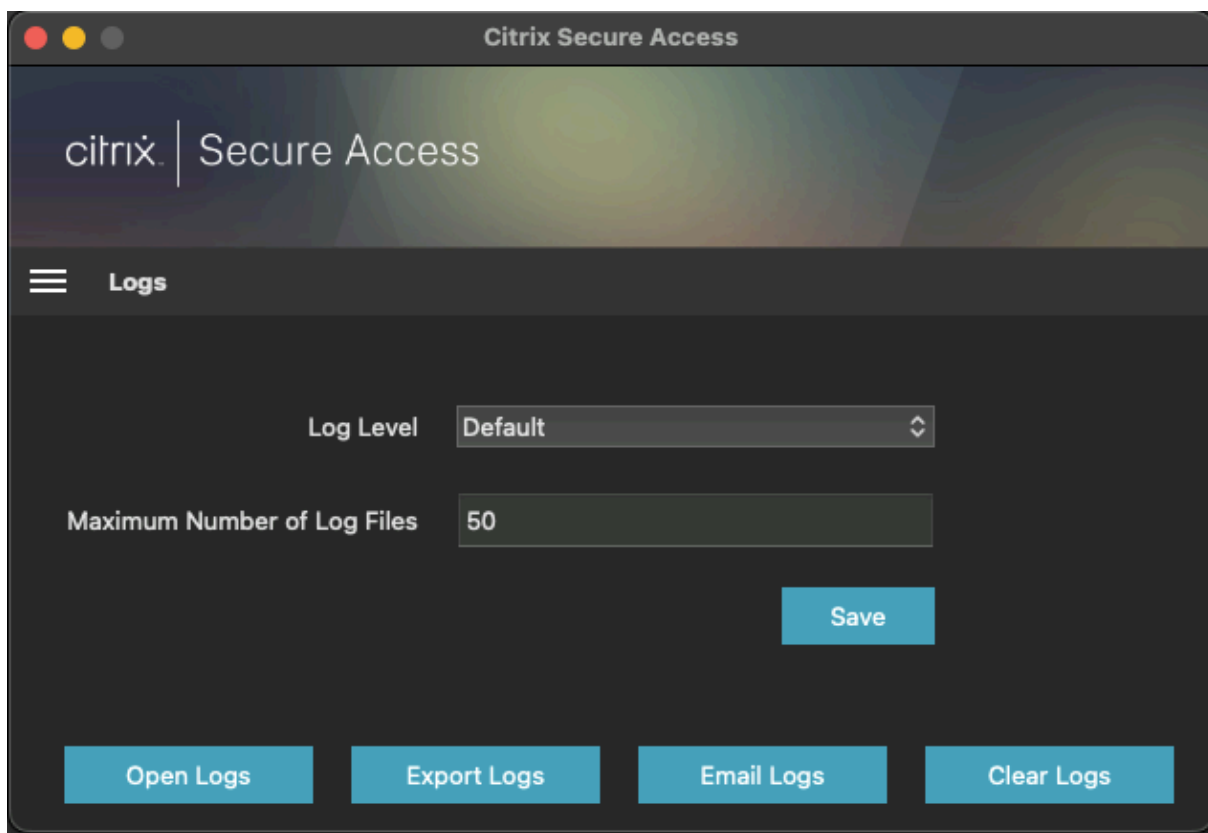 Citrix Secure Access
citrix™ Secure Access
Logs
Log Level Default
Maximum Number of Log Files 50
Save
Open Logs Export Logs Email Logs Clear Logs